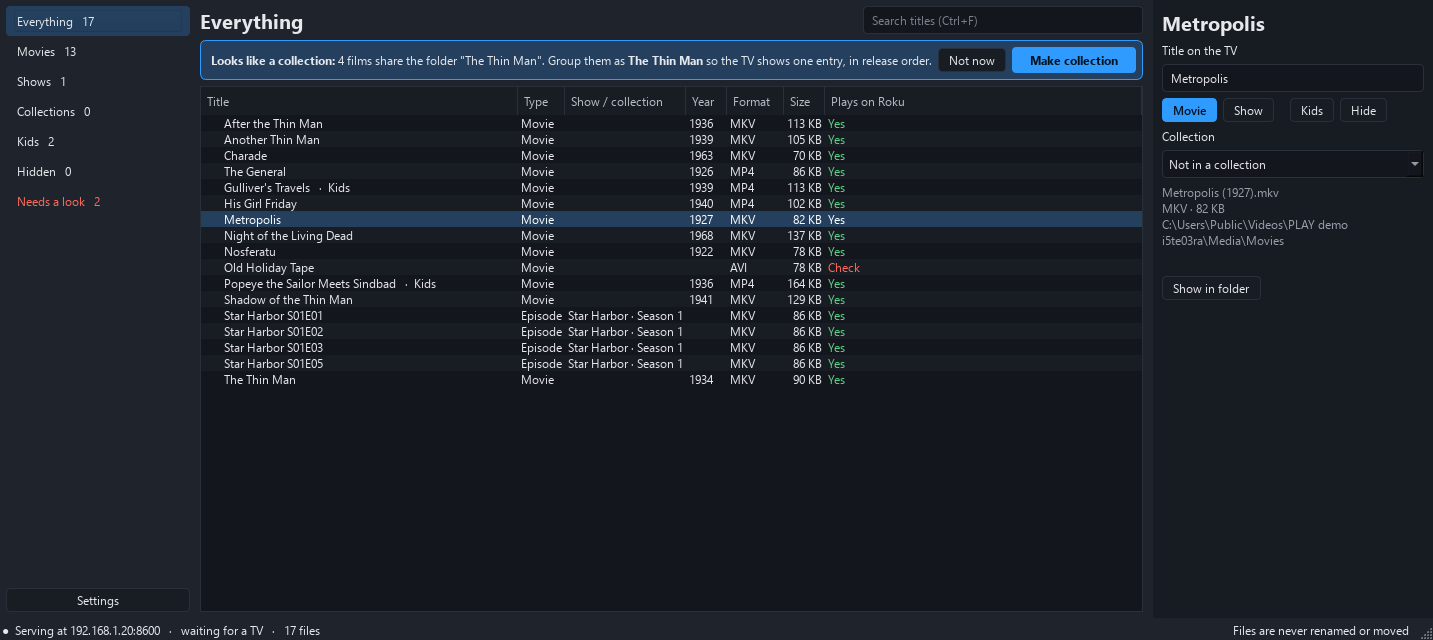 Everything 17
Movies 13
Shows 1
Collections 0
Kids 2
Hidden 0
Needs a look 2
Settings
Everything
Search titles (Ctrl+F)
Looks like a collection: 4 films share the folder "The Thin Man". Group them as The Thin Man so the TV shows one entry, in release order. Not now Make collection
Title Type Show / collection Year Format Size Plays on Roku
After the Thin Man Movie 1936 MKV 113 KB Yes
Another Thin Man Movie 1939 MKV 105 KB Yes
Charade Movie 1963 MKV 70 KB Yes
The General Movie 1926 MP4 86 KB Yes
Gulliver's Travels · Kids Movie 1939 MP4 113 KB Yes
His Girl Friday Movie 1940 MP4 102 KB Yes
Metropolis Movie 1927 MKV 82 KB Yes
Night of the Living Dead Movie 1968 MKV 137 KB Yes
Nosferatu Movie 1922 MKV 78 KB Yes
Old Holiday Tape Movie AVI 78 KB Check
Popeye the Sailor Meets Sindbad · Kids Movie 1936 MP4 164 KB Yes
Shadow of the Thin Man Movie 1941 MKV 129 KB Yes
Star Harbor S01E01 Episode Star Harbor · Season 1 MKV 86 KB Yes
Star Harbor S01E02 Episode Star Harbor · Season 1 MKV 86 KB Yes
Star Harbor S01E03 Episode Star Harbor · Season 1 MKV 86 KB Yes
Star Harbor S01E05 Episode Star Harbor · Season 1 MKV 86 KB Yes
The Thin Man Movie 1934 MKV 90 KB Yes
Metropolis
Title on the TV
Metropolis
Movie Show Kids Hide
Collection
Not in a collection
Metropolis (1927).mkv
MKV · 82 KB
C:\Users\Public\Videos\PLAY demo
i5te03ra\Media\Movies
Show in folder
● Serving at 192.168.1.20:8600 · waiting for a TV · 17 files
Files are never renamed or moved